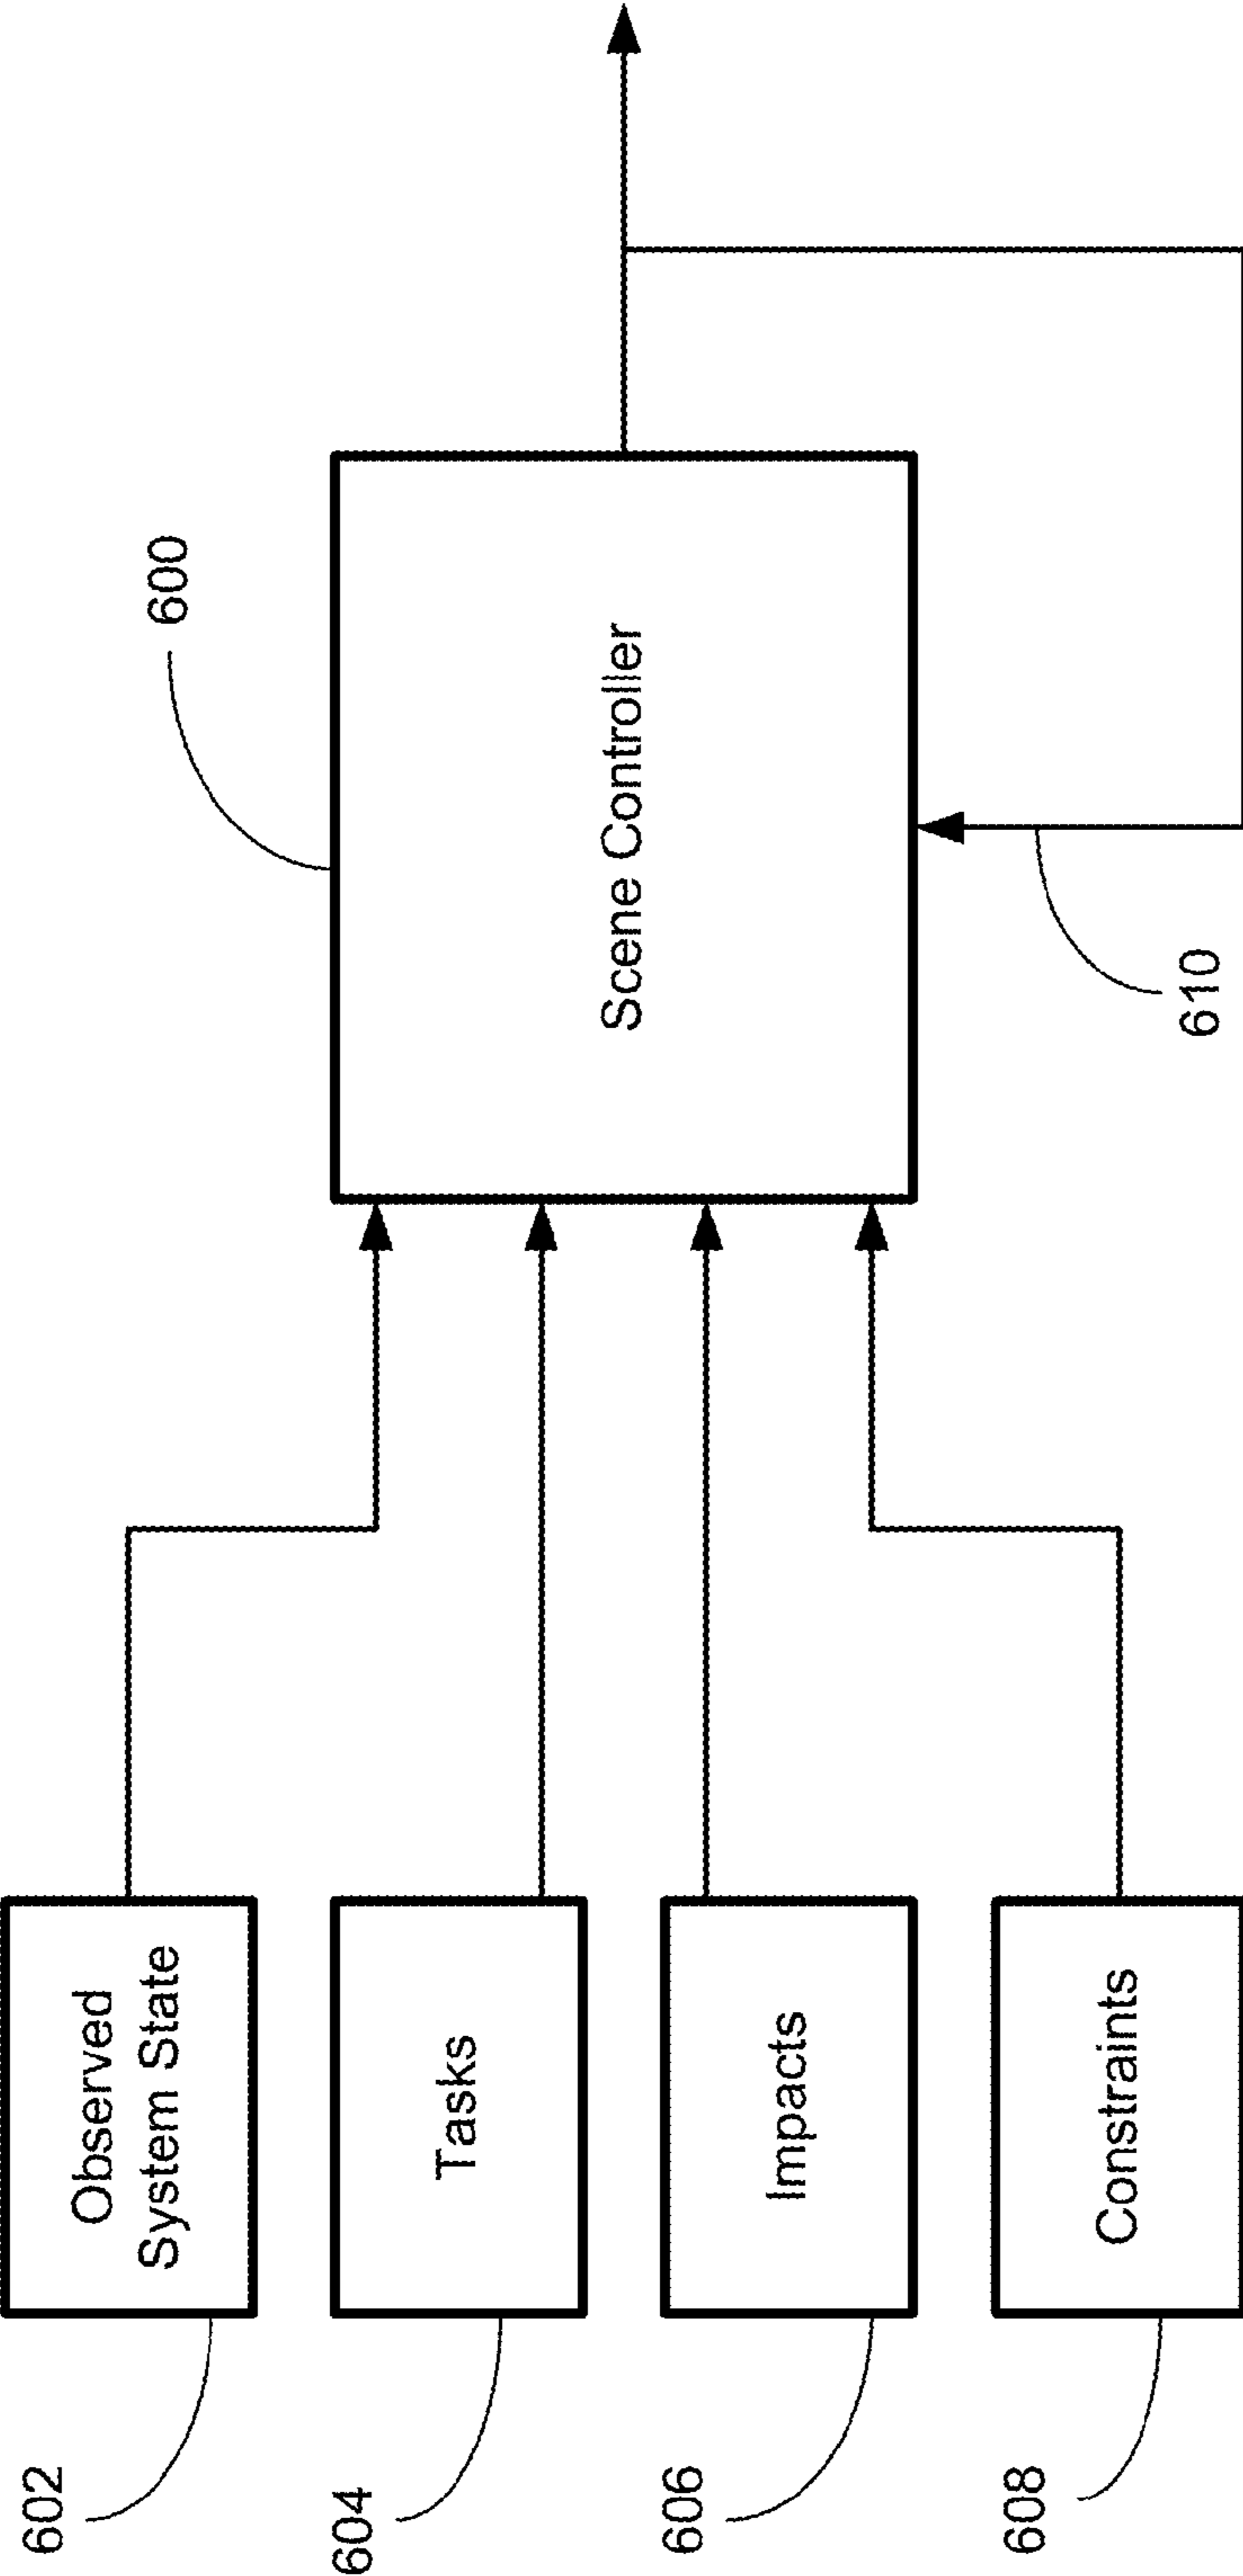 602
Observed
System State
604
Tasks
606
Impacts
608
Constraints
600
Scene Controller
610